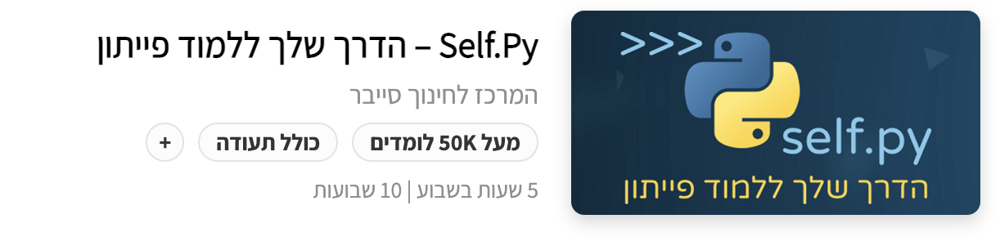 Self.Py – הדרך שלך ללמוד פייתון
המרכז לחינוך סייבר
מעל 50K לומדים
כולל תעודה
+
5 שעות בשבוע | 10 שבועות
>>>
self.py
הדרך שלך ללמוד פייתון